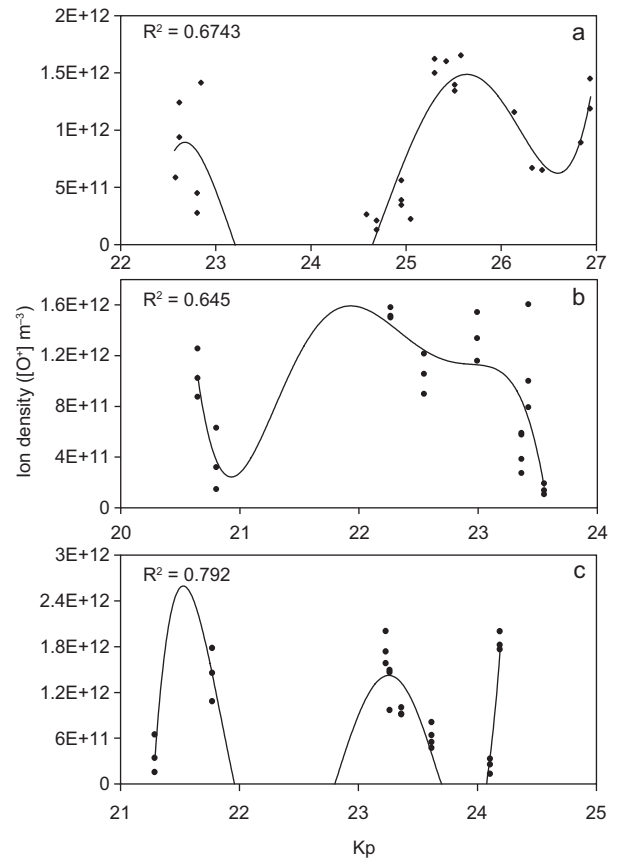 2E+12
R² = 0.6743
a
1.5E+12
1E+12
5E+11
0
22 23 24 25 26 27
Ion density ([O⁺] m⁻³)
R² = 0.645
b
1.6E+12
1.2E+12
8E+11
4E+11
0
20 21 22 23 24
3E+12
R² = 0.792
c
2.4E+12
1.8E+12
1.2E+12
6E+11
0
21 22 23 24 25
Kp